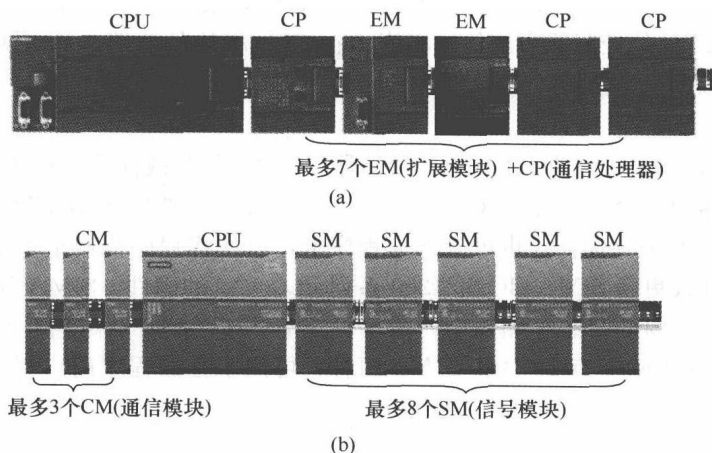 CPU CP EM EM CP CP
最多7个EM(扩展模块) +CP(通信处理器)
(a)
CM CPU SM SM SM SM SM
最多3个CM(通信模块) 最多8个SM(信号模块)
(b)